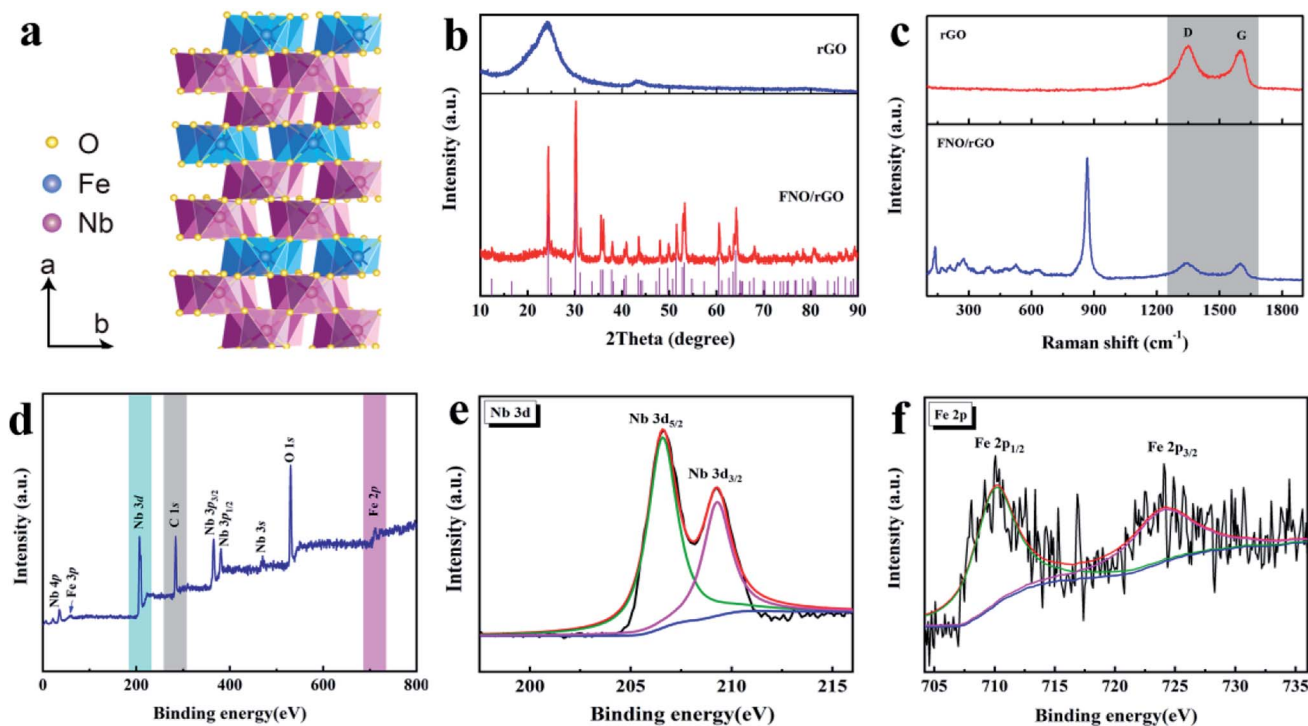 a
O
Fe
Nb
a
b
b
rGO
FNO/rGO
Intensity (a.u.)
10 20 30 40 50 60 70 80 90
2Theta (degree)
c
rGO
D G
FNO/rGO
Intensity (a.u.)
300 600 900 1200 1500 1800
Raman shift (cm-1)
d
Nb 4p
Fe 3p
Nb 3d
C 1s
Nb 3p3/2
Nb 3p1/2
Nb 3s
O 1s
Fe 2p
Intensity (a.u.)
0 200 400 600 800
Binding energy(eV)
e
Nb 3d
Nb 3d5/2
Nb 3d3/2
Intensity (a.u.)
200 205 210 215
Binding energy(eV)
f
Fe 2p
Fe 2p1/2
Fe 2p3/2
Intensity (a.u.)
705 710 715 720 725 730 735
Binding energy(eV)